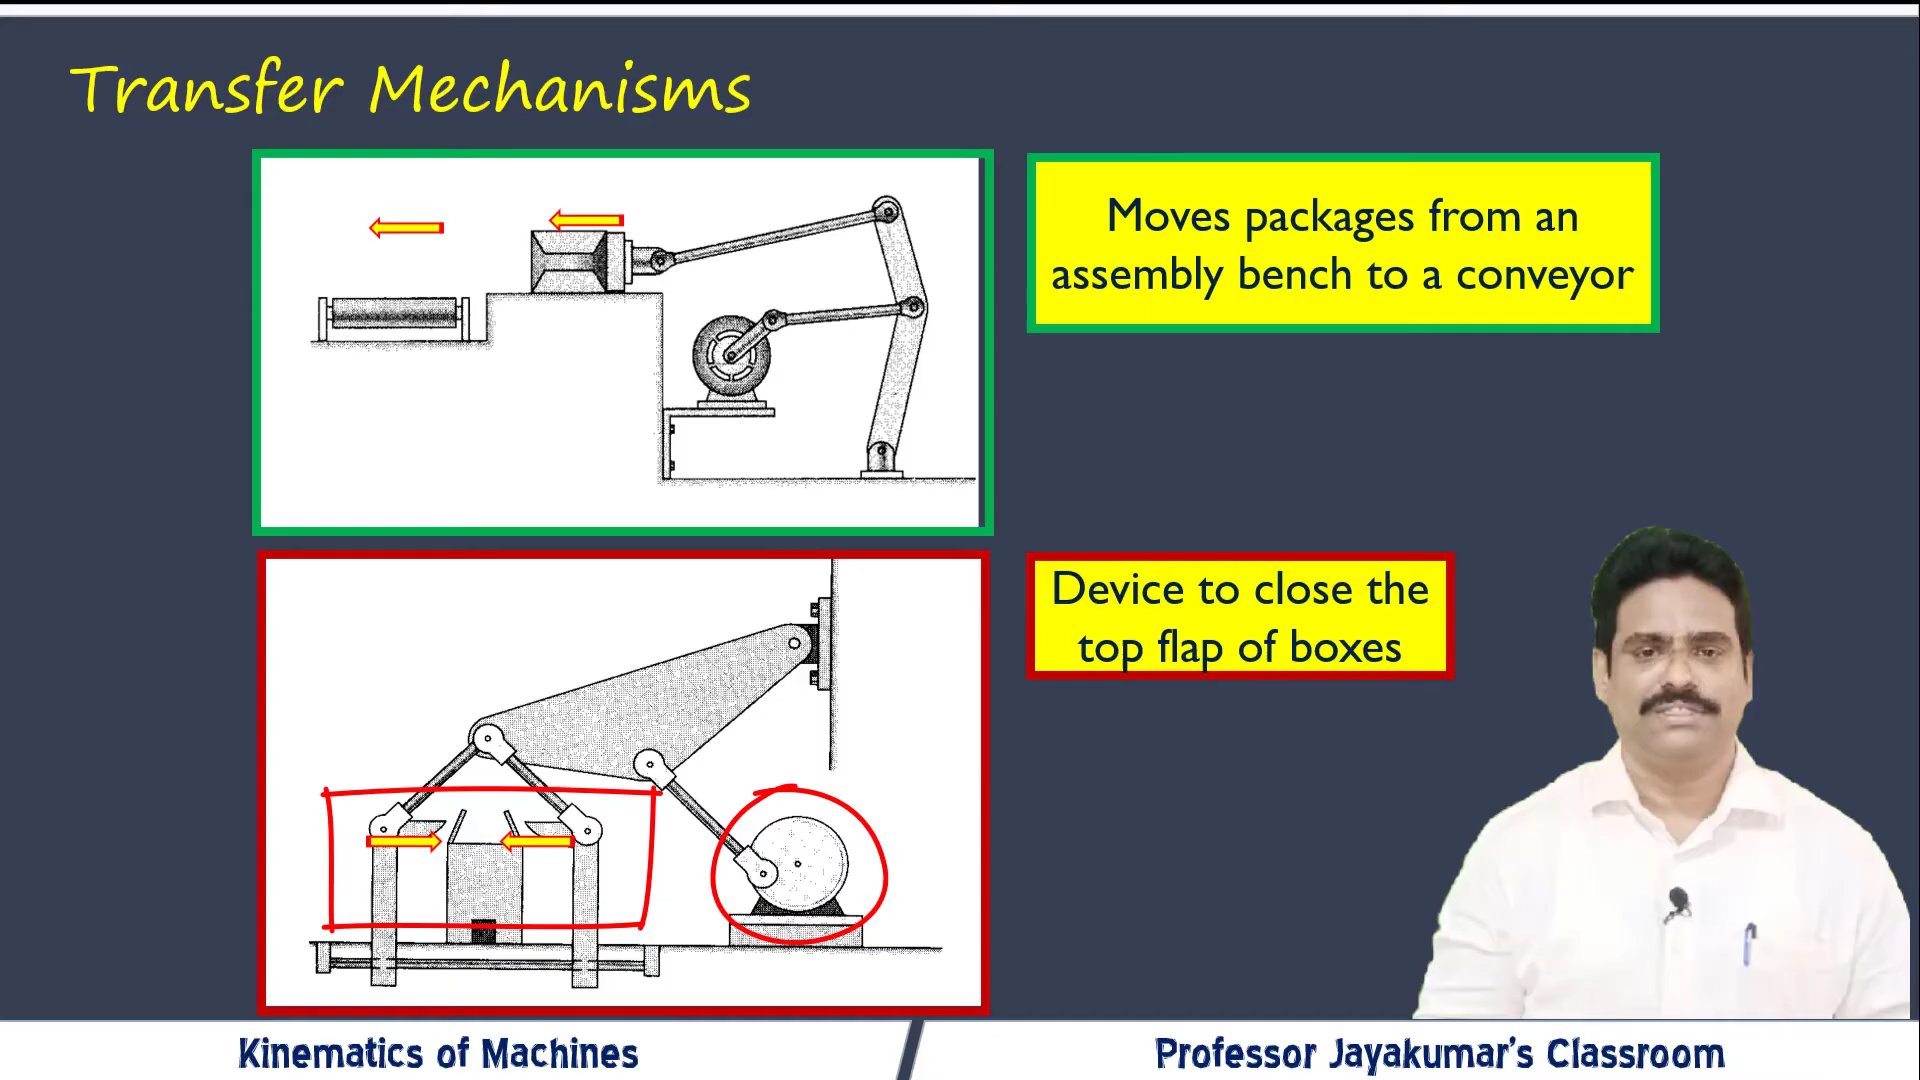 Transfer Mechanisms
Moves packages from an
assembly bench to a conveyor
Device to close the
top flap of boxes
Kinematics of Machines
Professor Jayakumar's Classroom